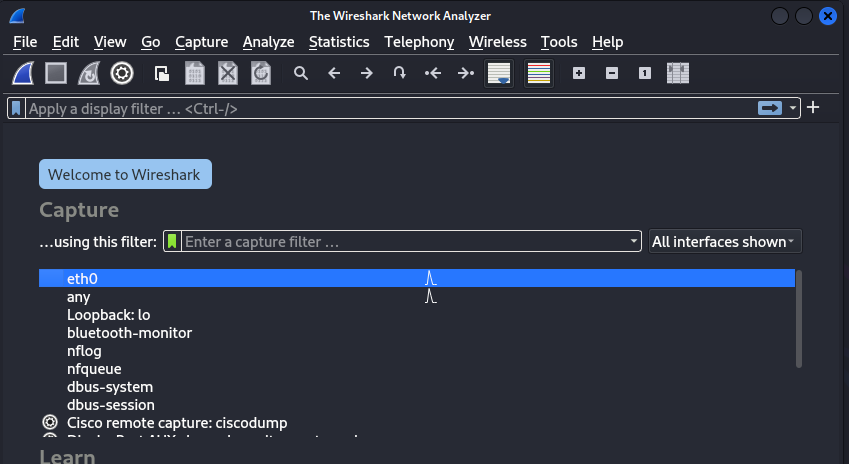 The Wireshark Network Analyzer
File Edit View Go Capture Analyze Statistics Telephony Wireless Tools Help
1
Apply a display filter … <Ctrl-/>
Welcome to Wireshark
Capture
…using this filter: Enter a capture filter … All interfaces shown
eth0
any
Loopback: lo
bluetooth-monitor
nflog
nfqueue
dbus-system
dbus-session
Cisco remote capture: ciscodump
Learn